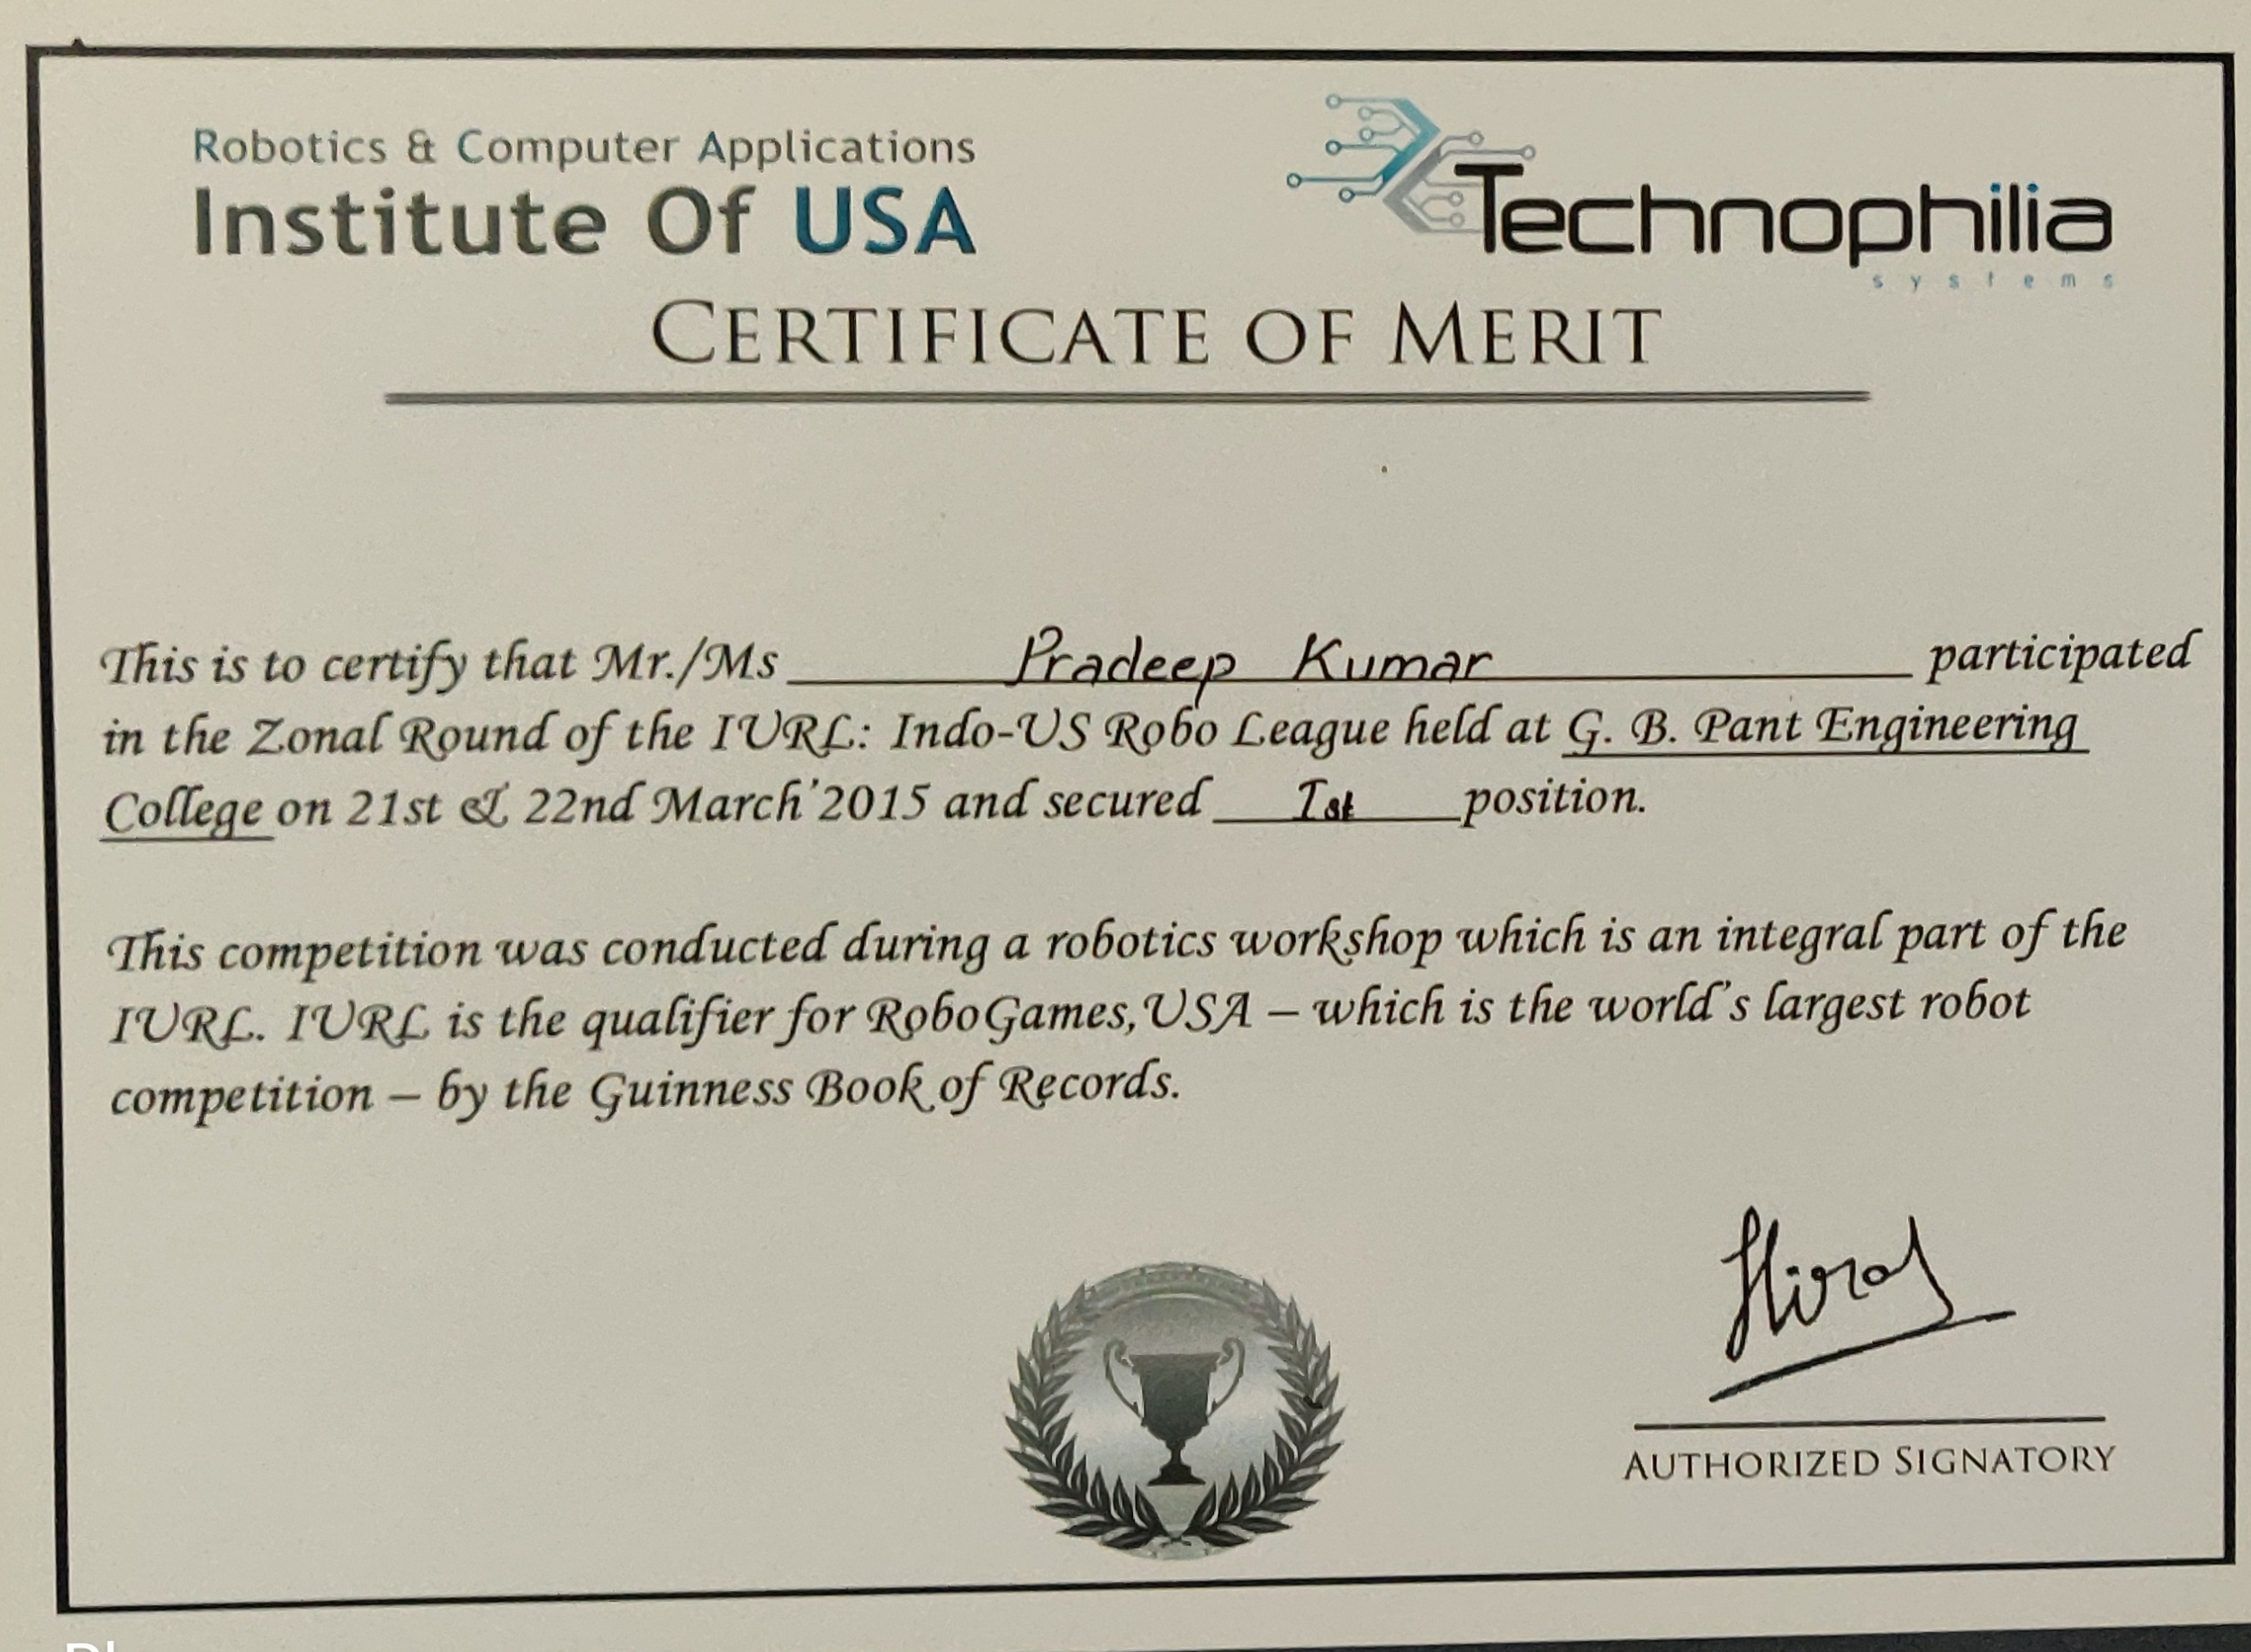 Robotics & Computer Applications
Institute Of USA
Technophilia
systems
CERTIFICATE OF MERIT
This is to certify that Mr./Ms Pradeep Kumar participated
in the Zonal Round of the IURL: Indo-US Robo League held at G. B. Pant Engineering
College on 21st & 22nd March'2015 and secured Ist position.
This competition was conducted during a robotics workshop which is an integral part of the
IURL. IURL is the qualifier for RoboGames,USA – which is the world's largest robot
competition – by the Guinness Book of Records.
AUTHORIZED SIGNATORY